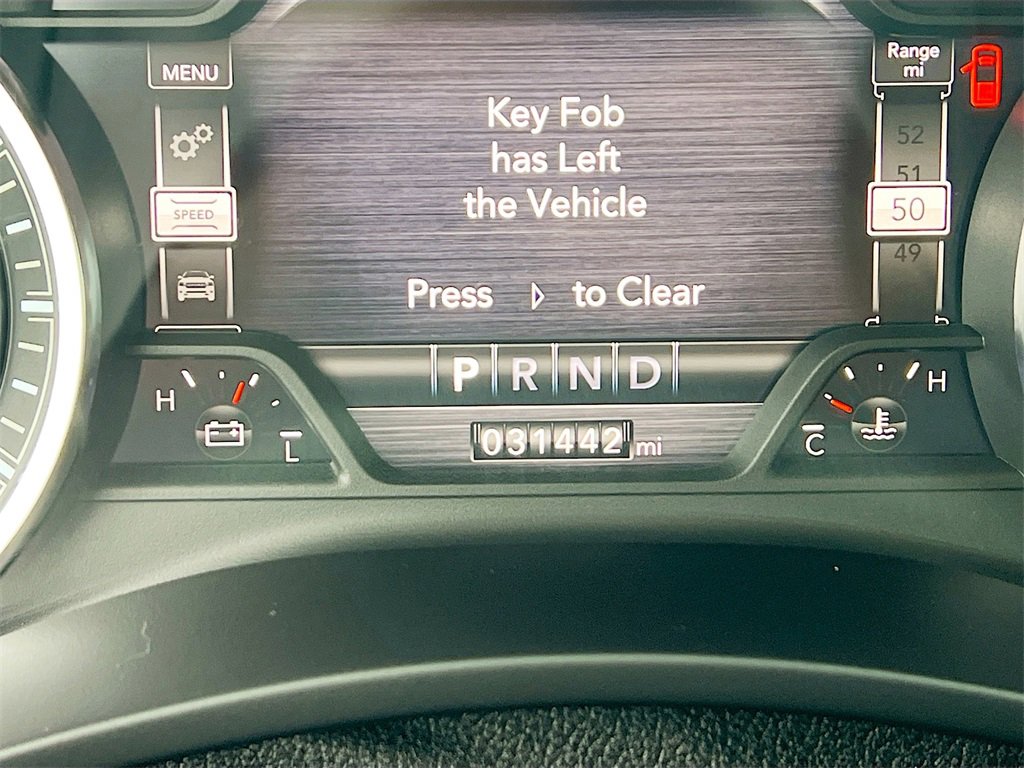 MENU
SPEED
Key Fob
has Left
the Vehicle
Press to Clear
Range
mi
52
51
50
49
P R N D
031442 mi
H
L
C
H